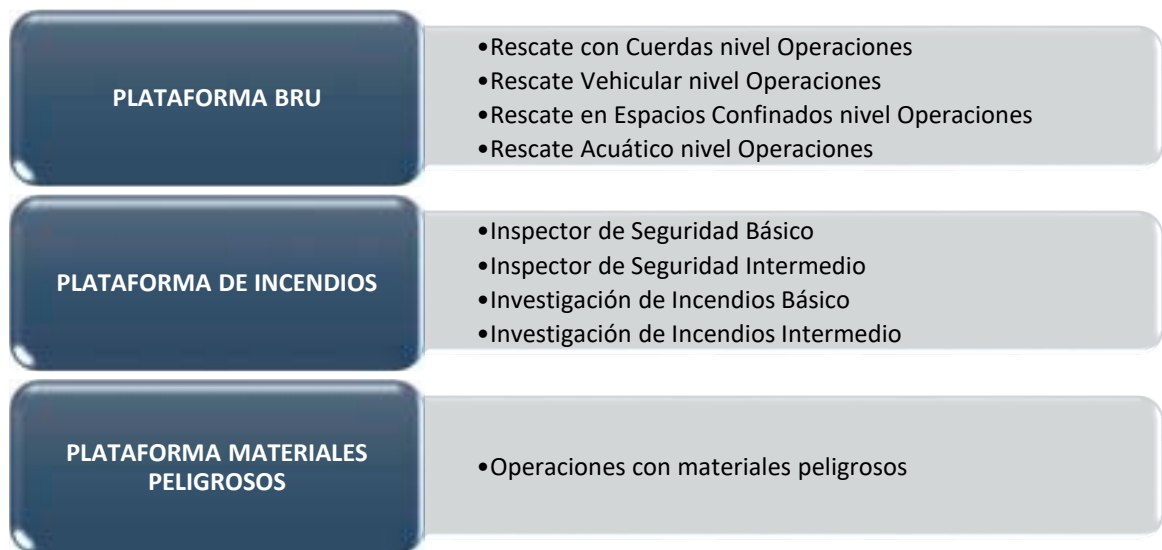 PLATAFORMA BRU
•Rescate con Cuerdas nivel Operaciones
•Rescate Vehicular nivel Operaciones
•Rescate en Espacios Confinados nivel Operaciones
•Rescate Acuático nivel Operaciones
PLATAFORMA DE INCENDIOS
•Inspector de Seguridad Básico
•Inspector de Seguridad Intermedio
•Investigación de Incendios Básico
•Investigación de Incendios Intermedio
PLATAFORMA MATERIALES
PELIGROSOS
•Operaciones con materiales peligrosos